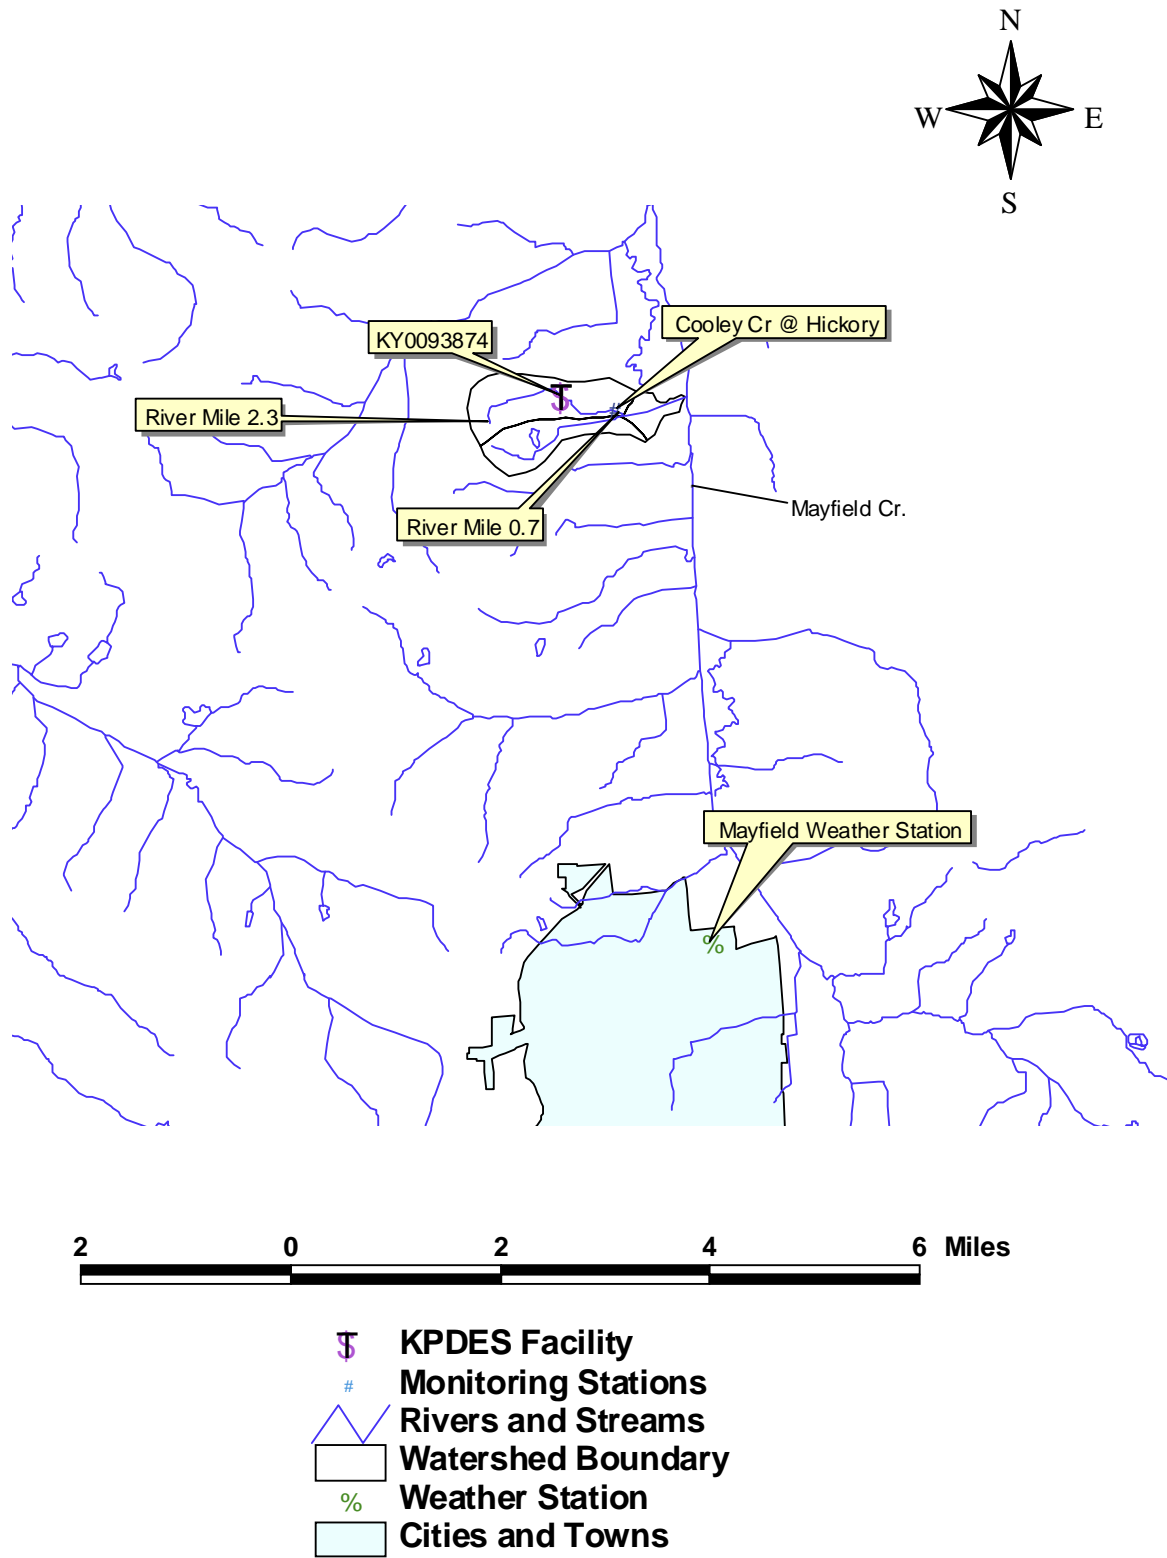 N
W E
S
Cooley Cr @ Hickory
KY0093874
River Mile 2.3
Mayfield Cr.
River Mile 0.7
Mayfield Weather Station
%
2 0 2 4 6 Miles
KPDES Facility
# Monitoring Stations
Rivers and Streams
Watershed Boundary
% Weather Station
Cities and Towns